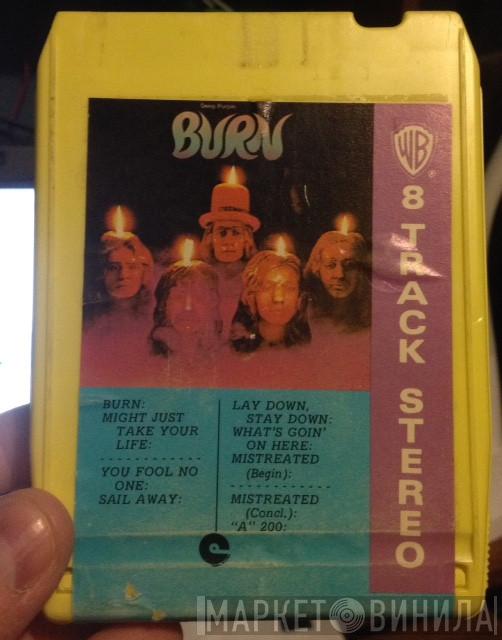 Deep Purple
BURN
WB
®
8 TRACK STEREO
BURN:
MIGHT JUST
TAKE YOUR
LIFE:
YOU FOOL NO
ONE:
SAIL AWAY:
LAY DOWN,
STAY DOWN:
WHAT'S GOIN'
ON HERE:
MISTREATED
(Begin):
MISTREATED
(Concl.):
"A" 200:
МАРКЕТ ВИНИЛА